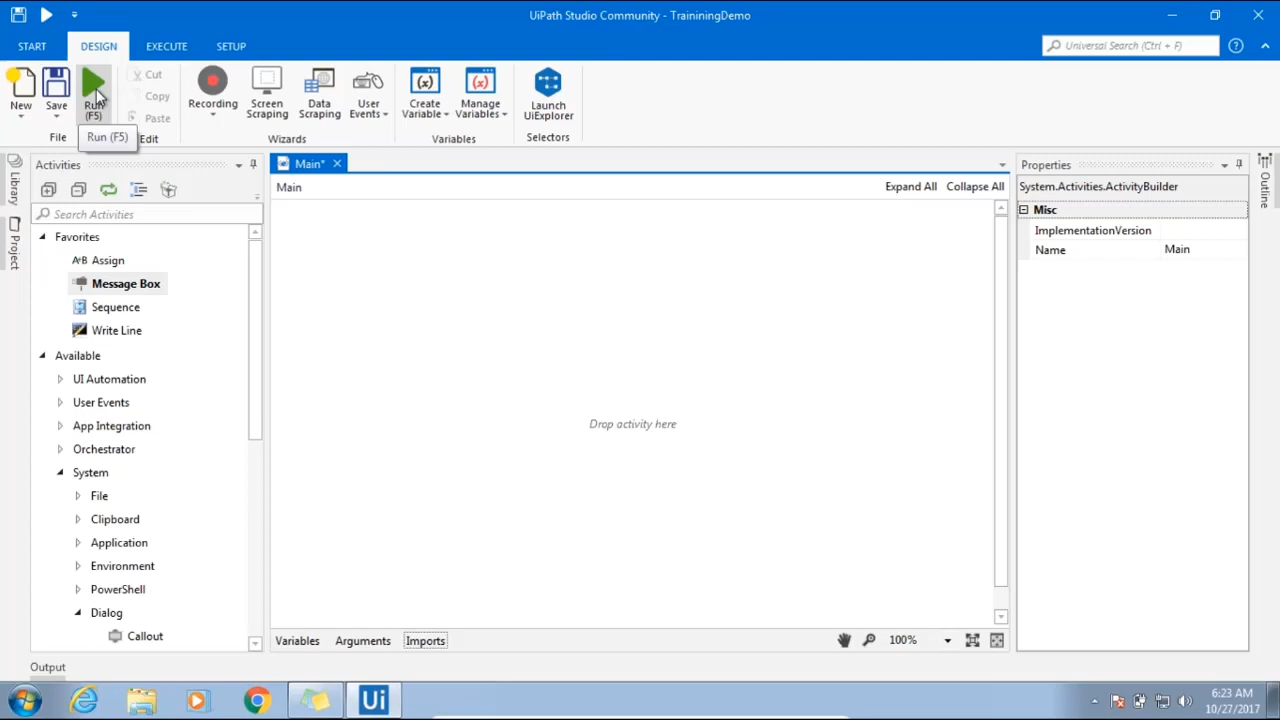 UiPath Studio Community - TraininingDemo
START DESIGN EXECUTE SETUP
Universal Search (Ctrl + F)
New Save Run (F5)
Cut
Copy
Paste
Recording Screen Scraping Data Scraping User Events
Create Variable Manage Variables
Launch UiExplorer
File Edit Wizards Variables Selectors
Run (F5)
Library
Project
Activities
Search Activities
Favorites
Assign
Message Box
Sequence
Write Line
Available
UI Automation
User Events
App Integration
Orchestrator
System
File
Clipboard
Application
Environment
PowerShell
Dialog
Callout
Main*
Main Expand All Collapse All
Drop activity here
Variables Arguments Imports 100%
Properties
System.Activities.ActivityBuilder
Misc
ImplementationVersion
Name Main
Outline
Output
Ui
6:23 AM
10/27/2017